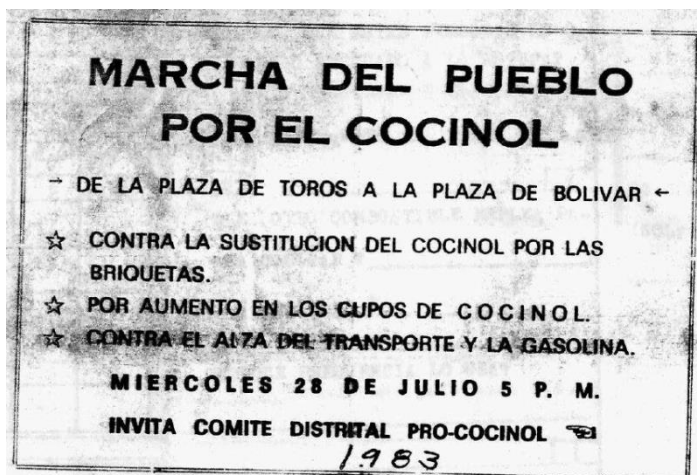 MARCHA DEL PUEBLO
POR EL COCINOL
→ DE LA PLAZA DE TOROS A LA PLAZA DE BOLIVAR ←
☆ CONTRA LA SUSTITUCION DEL COCINOL POR LAS
BRIQUETAS.
☆ POR AUMENTO EN LOS CUPOS DE COCINOL.
☆ CONTRA EL ALZA DEL TRANSPORTE Y LA GASOLINA.
MIERCOLES 28 DE JULIO 5 P. M.
INVITA COMITE DISTRITAL PRO-COCINOL ☜
1983